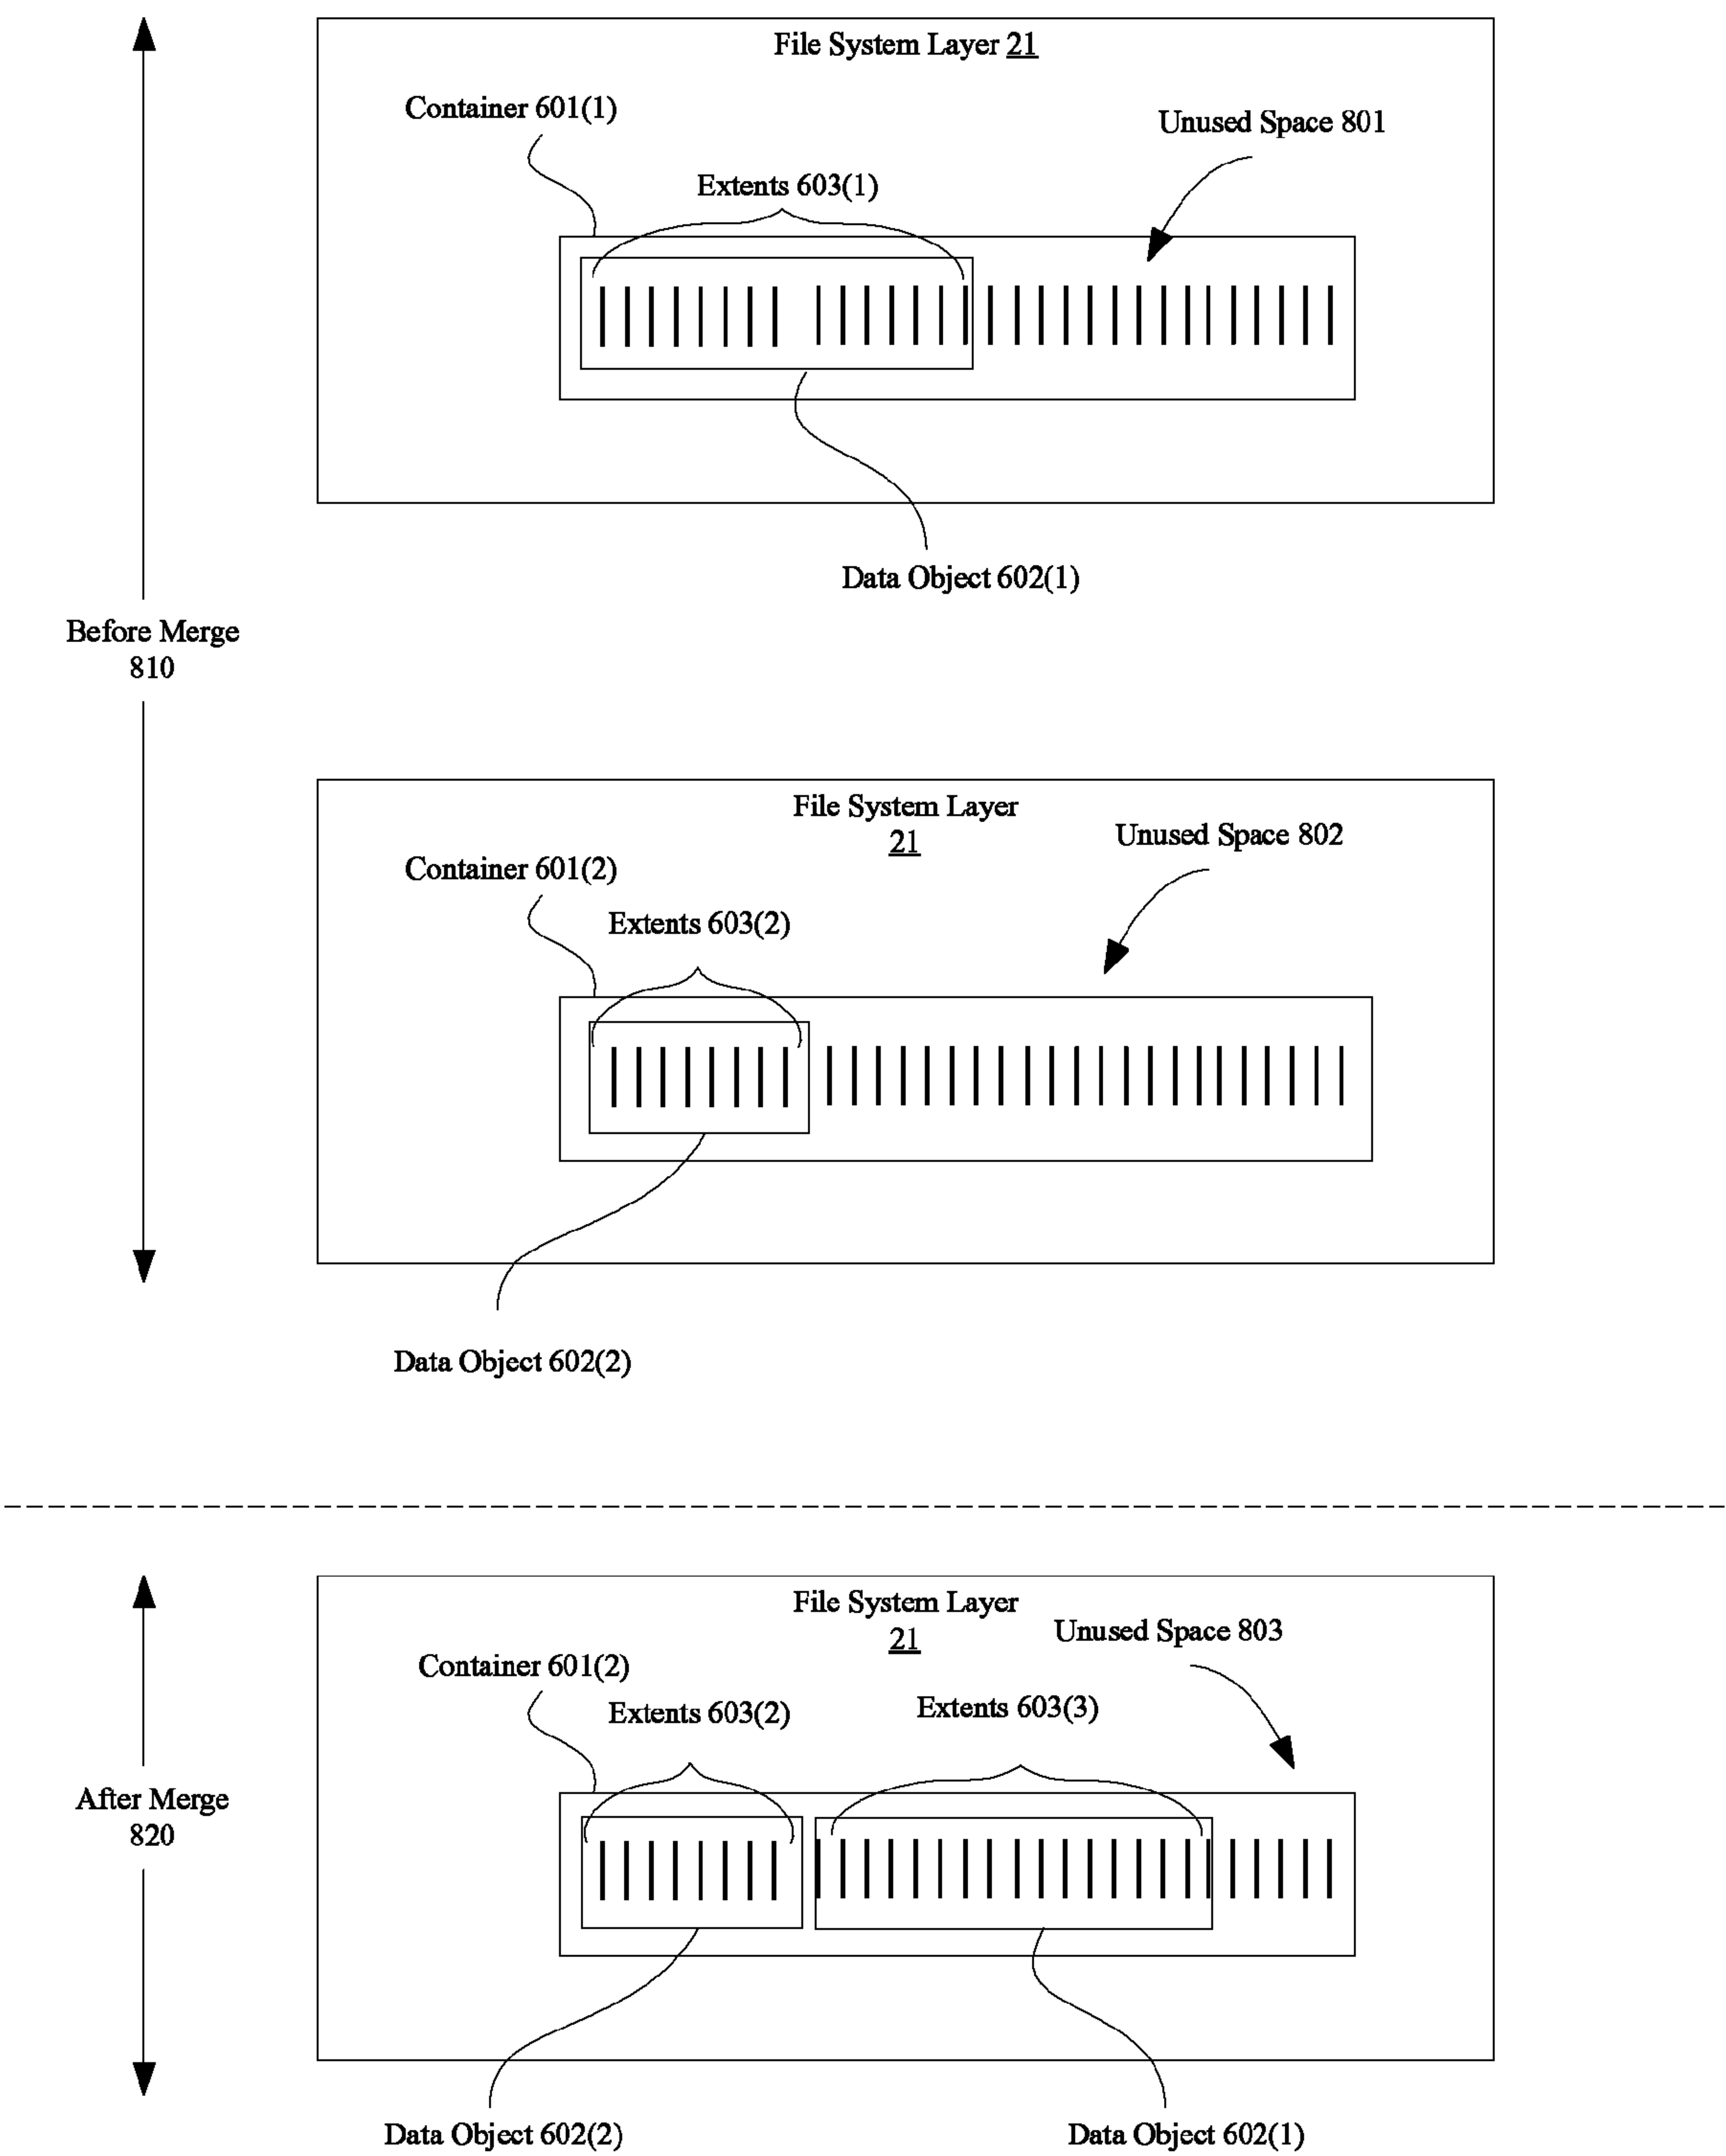 File System Layer 21
Container 601(1)
Unused Space 801
Extents 603(1)
Data Object 602(1)
Before Merge
810
File System Layer
21
Unused Space 802
Container 601(2)
Extents 603(2)
Data Object 602(2)
File System Layer
21
Unused Space 803
Container 601(2)
Extents 603(2)
Extents 603(3)
After Merge
820
Data Object 602(2)
Data Object 602(1)